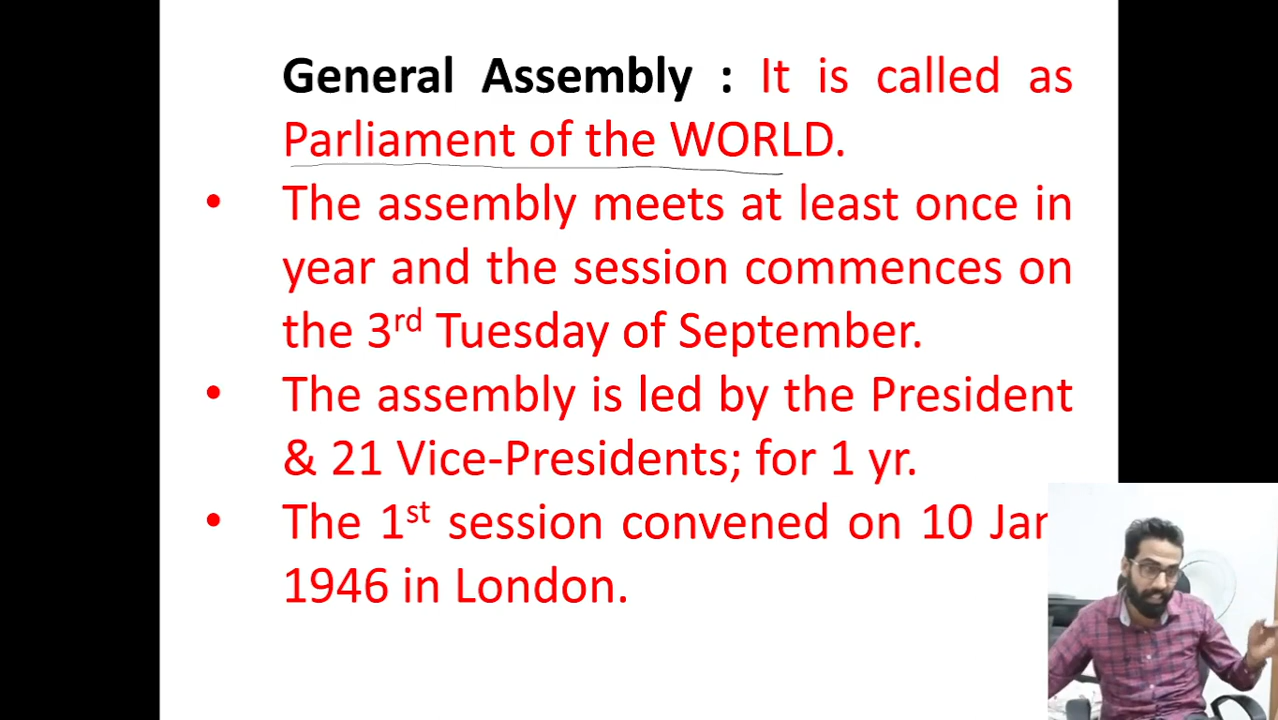 General Assembly : It is called as
Parliament of the WORLD.
• The assembly meets at least once in
year and the session commences on
the 3rd Tuesday of September.
• The assembly is led by the President
& 21 Vice-Presidents; for 1 yr.
• The 1st session convened on 10 Jan
1946 in London.